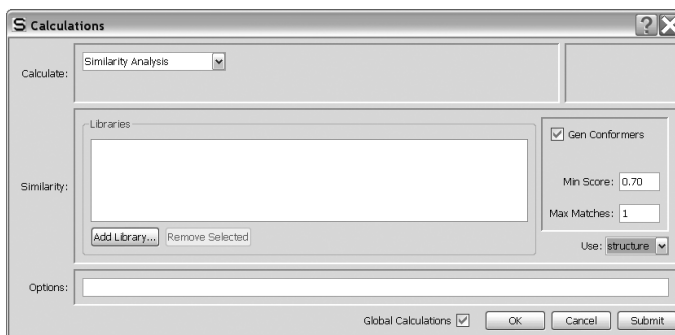 S Calculations
Calculate:
Similarity Analysis
Libraries
Gen Conformers
Similarity:
Min Score: 0.70
Max Matches: 1
Add Library... Remove Selected
Use: structure
Options:
Global Calculations OK Cancel Submit